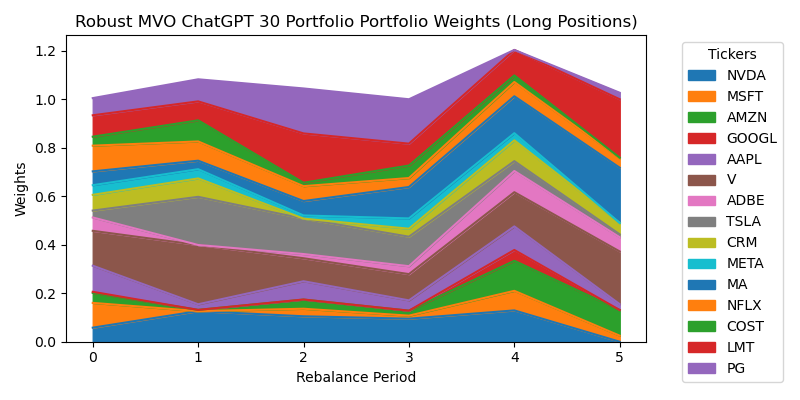 Robust MVO ChatGPT 30 Portfolio Portfolio Weights (Long Positions)
Weights
1.2
1.0
0.8
0.6
0.4
0.2
0.0
0 1 2 3 4 5
Rebalance Period
Tickers
NVDA
MSFT
AMZN
GOOGL
AAPL
V
ADBE
TSLA
CRM
META
MA
NFLX
COST
LMT
PG